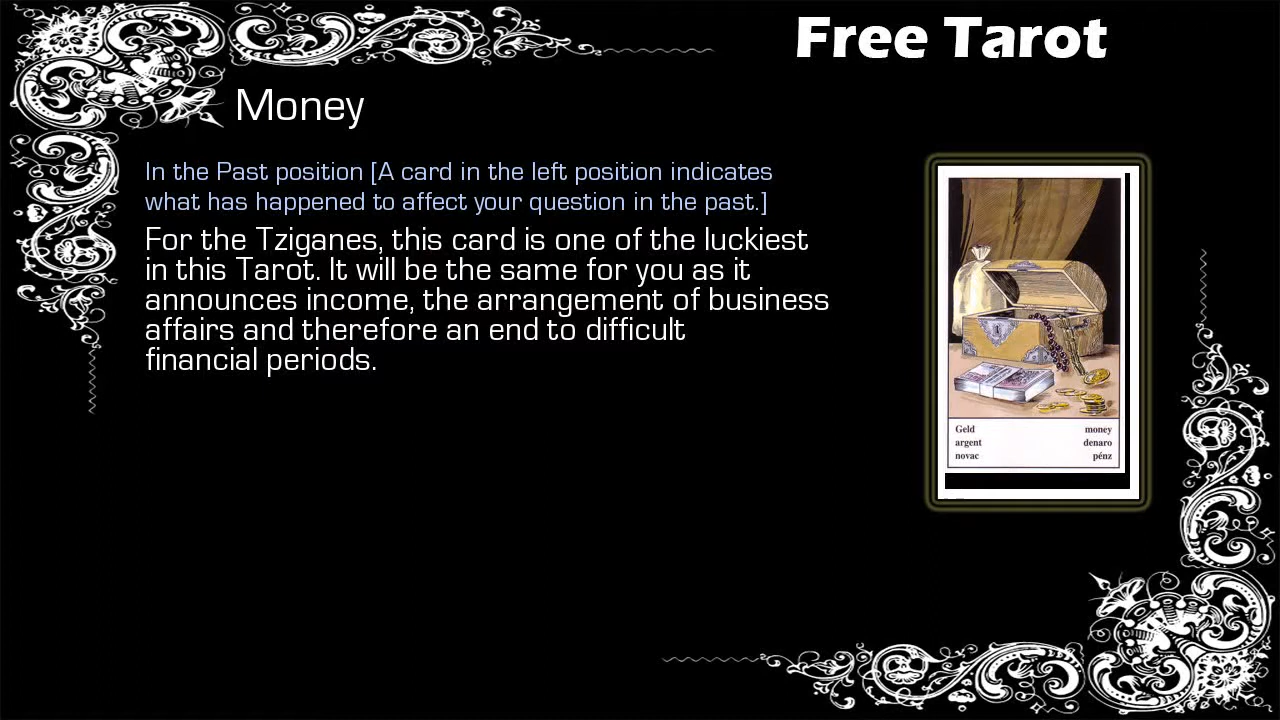 Free Tarot
Money
In the Past position [A card in the left position indicates
what has happened to affect your question in the past.]
For the Tziganes, this card is one of the luckiest
in this Tarot. It will be the same for you as it
announces income, the arrangement of business
affairs and therefore an end to difficult
financial periods.
Geld money
argent denaro
novac pénz